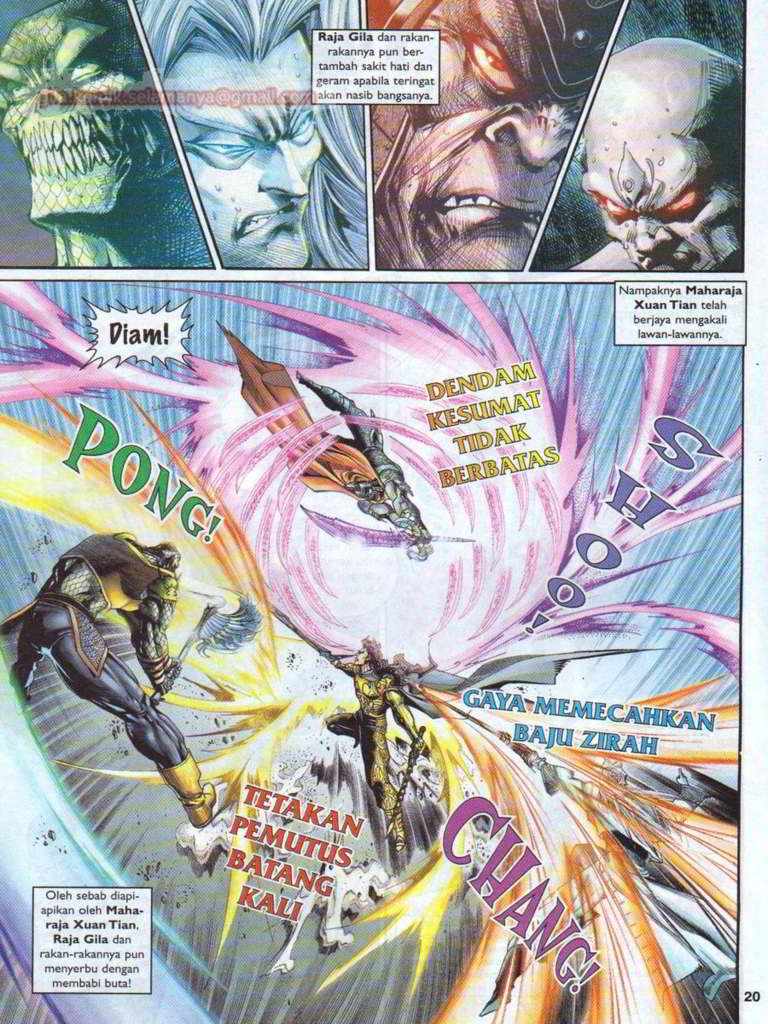 Raja Gila dan rakan-
rakannya pun ber-
tambah sakit hati dan
geram apabila teringat
akan nasib bangsanya.
Nampaknya Maharaja
Xuan Tian telah
berjaya mengakali
lawan-lawannya.
Diam!
DENDAM
KESUMAT
TIDAK
BERBATAS
PONG!
SHOO!
GAYA MEMECAHKAN
BAJU ZIRAH
TETAKAN
PEMUTUS
BATANG
KALI
CHANG!
Oleh sebab diapi-
apikan oleh Maha-
raja Xuan Tian,
Raja Gila dan
rakan-rakannya pun
menyerbu dengan
membabi buta!
20